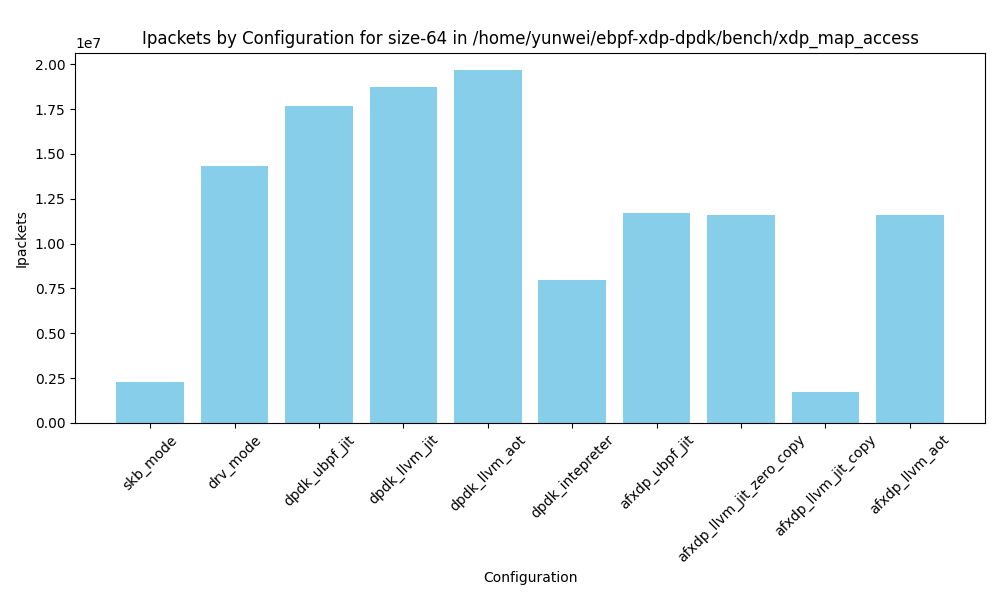 Ipackets by Configuration for size-64 in /home/yunwei/ebpf-xdp-dpdk/bench/xdp_map_access
1e7
2.00
1.75
1.50
1.25
1.00
0.75
0.50
0.25
0.00
Ipackets
skb_mode
drv_mode
dpdk_ubpf_jit
dpdk_llvm_jit
dpdk_llvm_aot
dpdk_intepreter
afxdp_ubpf_jit
afxdp_llvm_jit_zero_copy
afxdp_llvm_jit_copy
afxdp_llvm_aot
Configuration